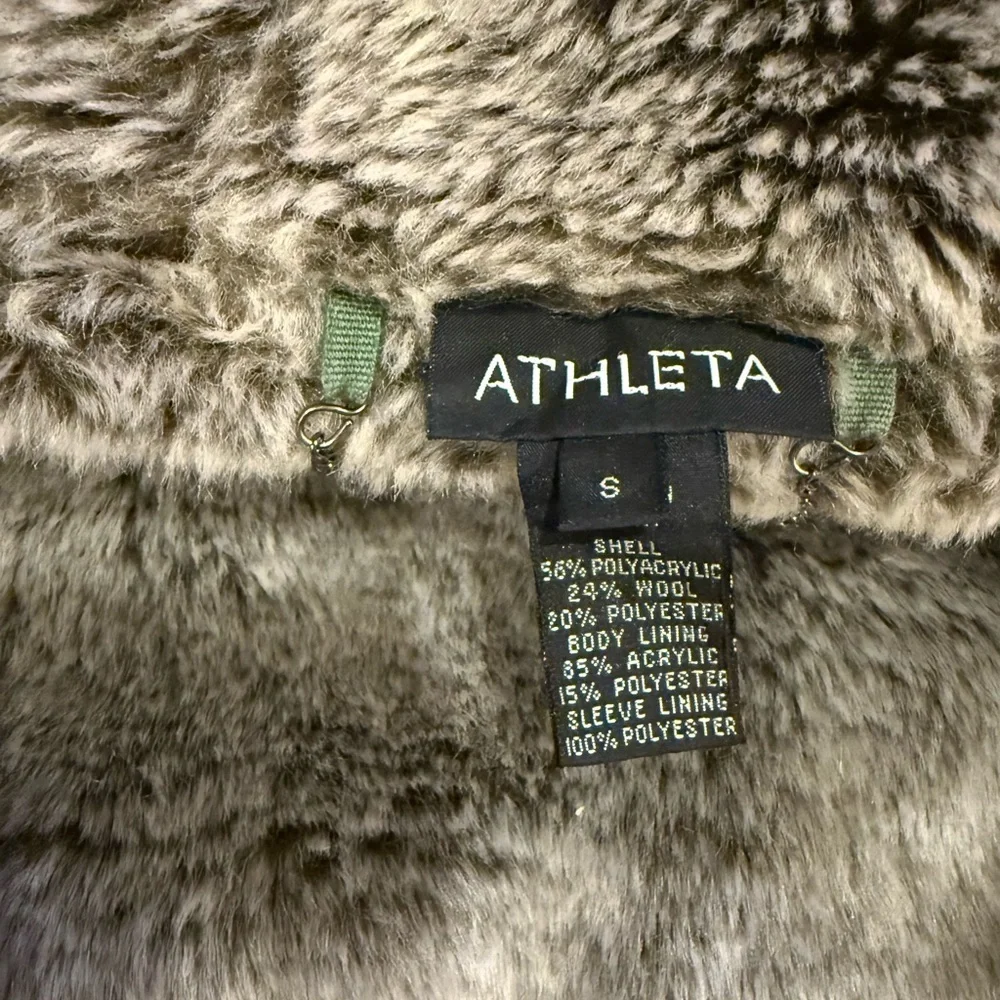 ATHLETA
S
SHELL
56% POLYACRYLIC
24% WOOL
20% POLYESTER
BODY LINING
85% ACRYLIC
15% POLYESTER
SLEEVE LINING
100% POLYESTER